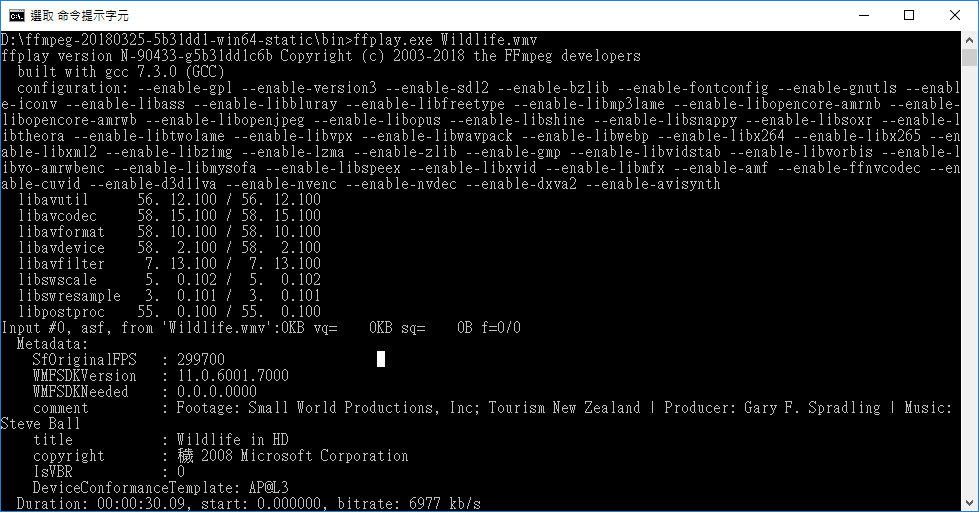 選取 命令提示字元
D:\ffmpeg-20180325-5b31dd1-win64-static\bin>ffplay.exe Wildlife.wmv
ffplay version N-90433-g5b31dd1c6b Copyright (c) 2003-2018 the FFmpeg developers
  built with gcc 7.3.0 (GCC)
  configuration: --enable-gpl --enable-version3 --enable-sdl2 --enable-bzlib --enable-fontconfig --enable-gnutls --enabl
e-iconv --enable-libass --enable-libbluray --enable-libfreetype --enable-libmp3lame --enable-libopencore-amrnb --enable-
libopencore-amrwb --enable-libopenjpeg --enable-libopus --enable-libshine --enable-libsnappy --enable-libsoxr --enable-l
ibtheora --enable-libtwolame --enable-libvpx --enable-libwavpack --enable-libwebp --enable-libx264 --enable-libx265 --en
able-libxml2 --enable-libzimg --enable-lzma --enable-zlib --enable-gmp --enable-libvidstab --enable-libvorbis --enable-l
ibvo-amrwbenc --enable-libmysofa --enable-libspeex --enable-libxvid --enable-libmfx --enable-amf --enable-ffnvcodec --en
able-cuvid --enable-d3d11va --enable-nvenc --enable-nvdec --enable-dxva2 --enable-avisynth
  libavutil      56. 12.100 / 56. 12.100
  libavcodec     58. 15.100 / 58. 15.100
  libavformat    58. 10.100 / 58. 10.100
  libavdevice    58.  2.100 / 58.  2.100
  libavfilter     7. 13.100 /  7. 13.100
  libswscale      5.  0.102 /  5.  0.102
  libswresample   3.  0.101 /  3.  0.101
  libpostproc    55.  0.100 / 55.  0.100
Input #0, asf, from 'Wildlife.wmv':0KB vq=    0KB sq=    0B f=0/0
  Metadata:
    SfOriginalFPS   : 299700
    WMFSDKVersion   : 11.0.6001.7000
    WMFSDKNeeded    : 0.0.0.0000
    comment         : Footage: Small World Productions, Inc; Tourism New Zealand | Producer: Gary F. Spradling | Music:
Steve Ball
    title           : Wildlife in HD
    copyright       : 穢 2008 Microsoft Corporation
    IsVBR           : 0
    DeviceConformanceTemplate: AP@L3
  Duration: 00:00:30.09, start: 0.000000, bitrate: 6977 kb/s